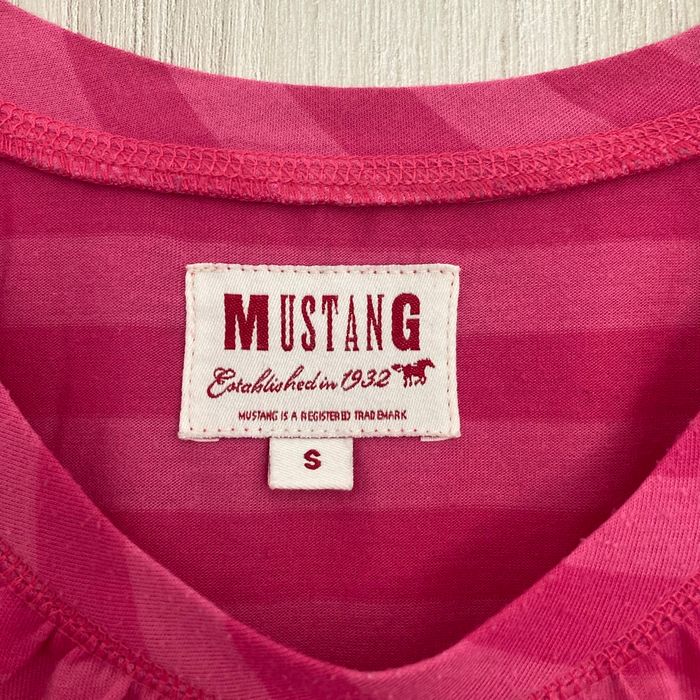 MUSTANG
Established in 1932
MUSTANG IS A REGISTERED TRADEMARK
S